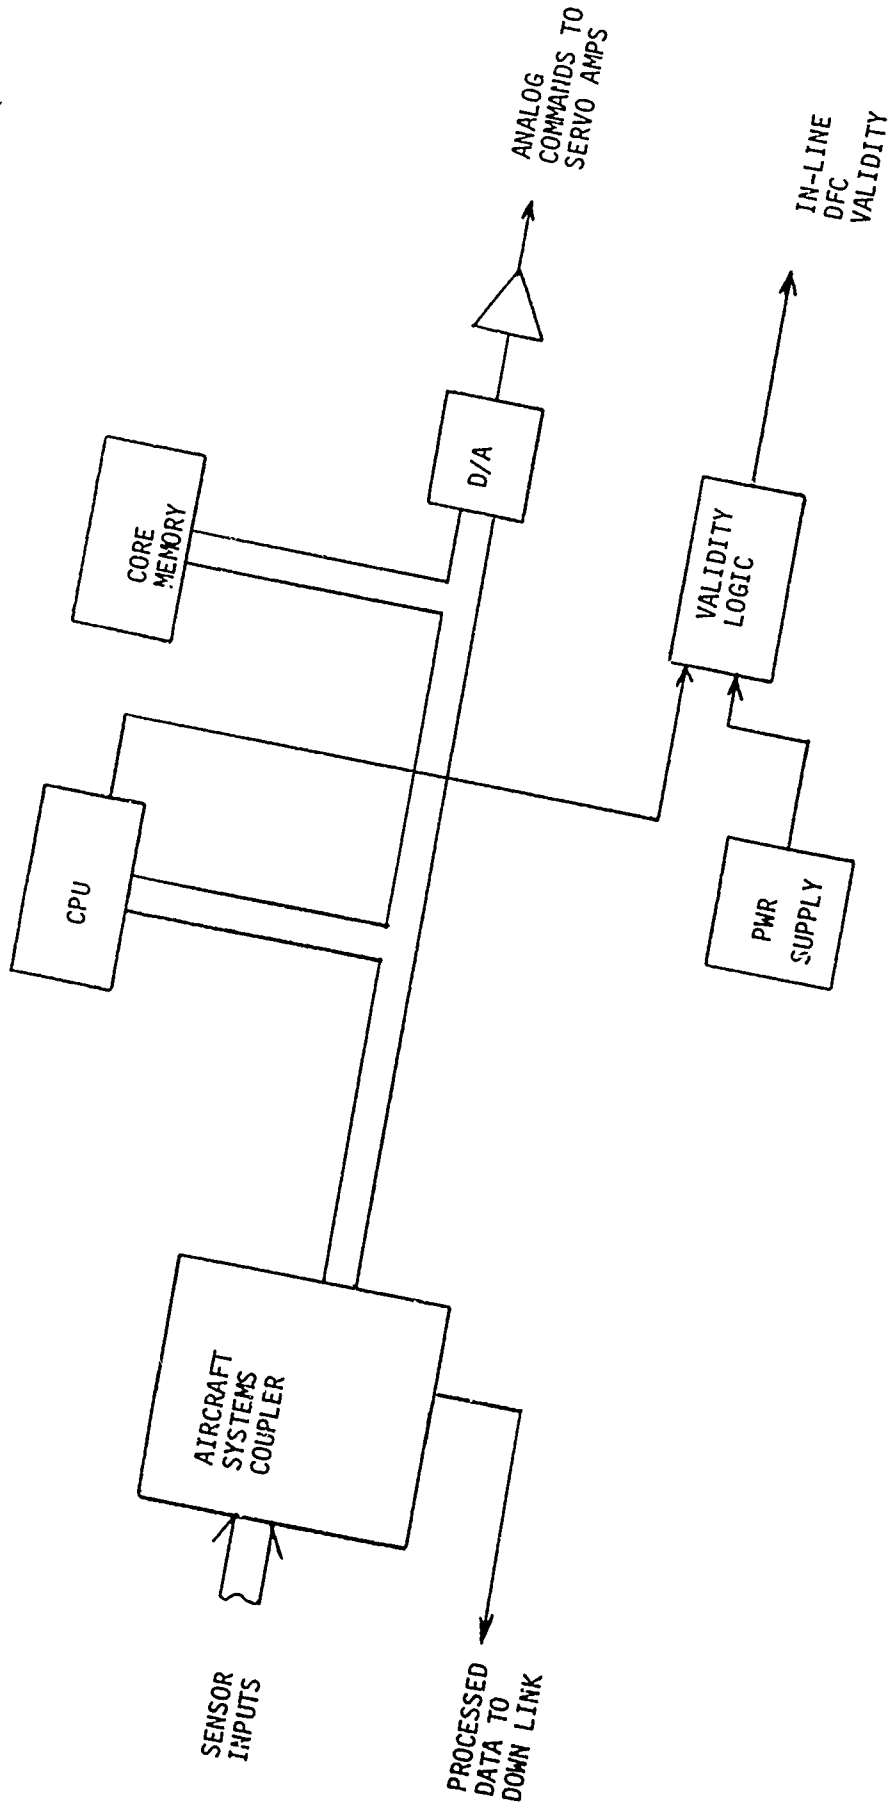 SENSOR
INPUTS
PROCESSED
DATA TO
DOWN LINK
AIRCRAFT
SYSTEMS
COUPLER
CPU
CORE
MEMORY
D/A
ANALOG
COMMANDS TO
SERVO AMPS
PWR
SUPPLY
VALIDITY
LOGIC
IN-LINE
DFC
VALIDITY